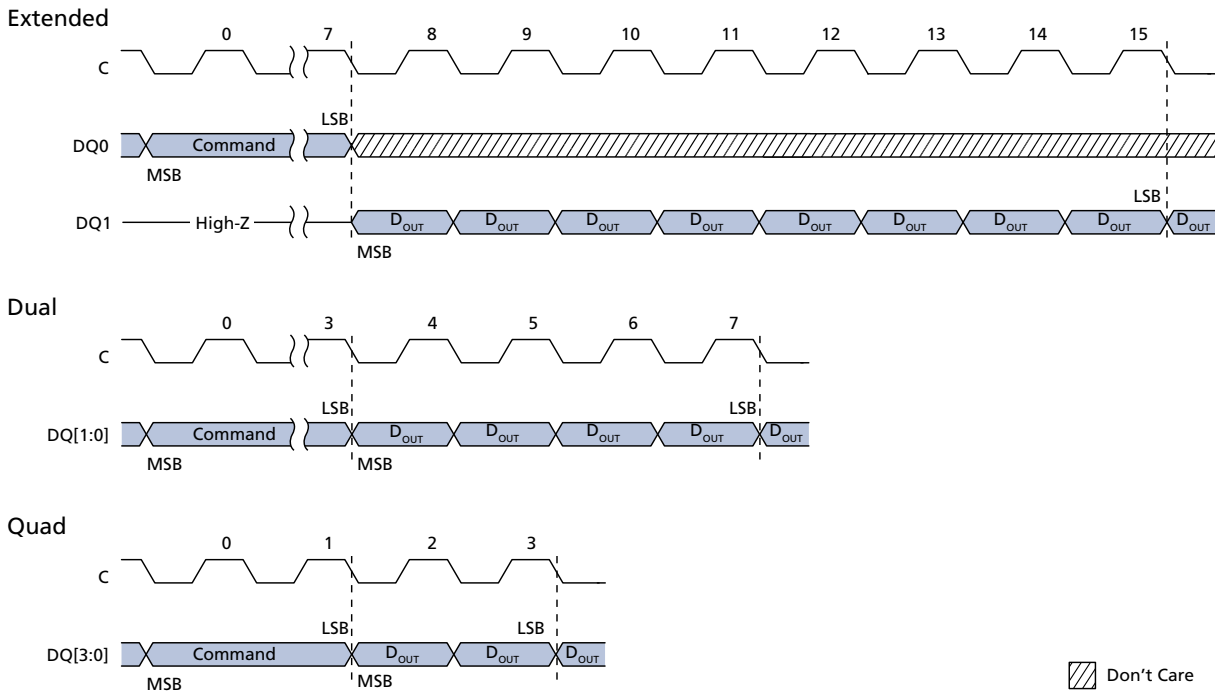 Extended
0 7 8 9 10 11 12 13 14 15
C
LSB
DQ0 Command
MSB
LSB
DQ1 High-Z DOUT DOUT DOUT DOUT DOUT DOUT DOUT DOUT DOUT
MSB
Dual
0 3 4 5 6 7
C
LSB LSB
DQ[1:0] Command DOUT DOUT DOUT DOUT DOUT
MSB MSB
Quad
0 1 2 3
C
LSB LSB
DQ[3:0] Command DOUT DOUT DOUT
MSB MSB
Don't Care